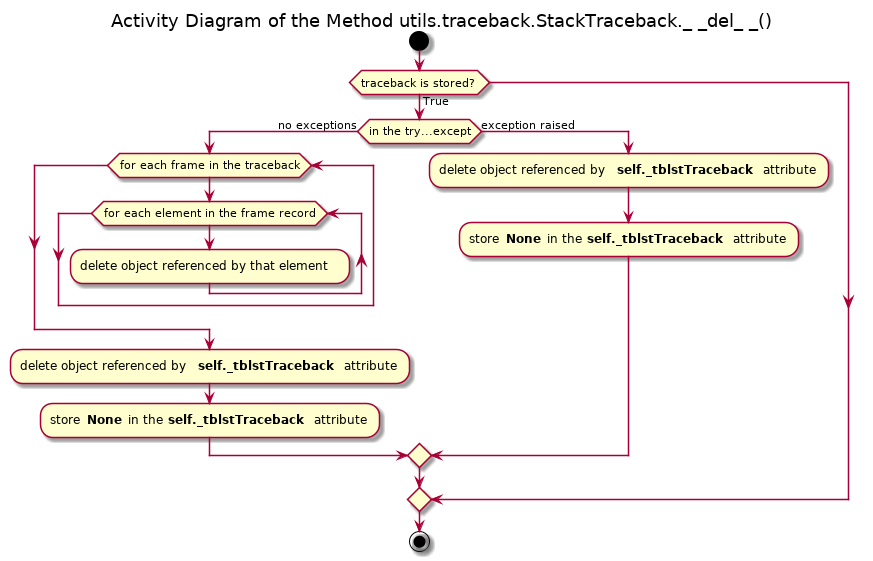 Activity Diagram of the Method utils.traceback.StackTraceback._ _del_ _()
traceback is stored?
True
no exceptions
in the try...except
exception raised
for each frame in the traceback
delete object referenced by self._tblstTraceback attribute
for each element in the frame record
store None in the self._tblstTraceback attribute
delete object referenced by that element
delete object referenced by self._tblstTraceback attribute
store None in the self._tblstTraceback attribute